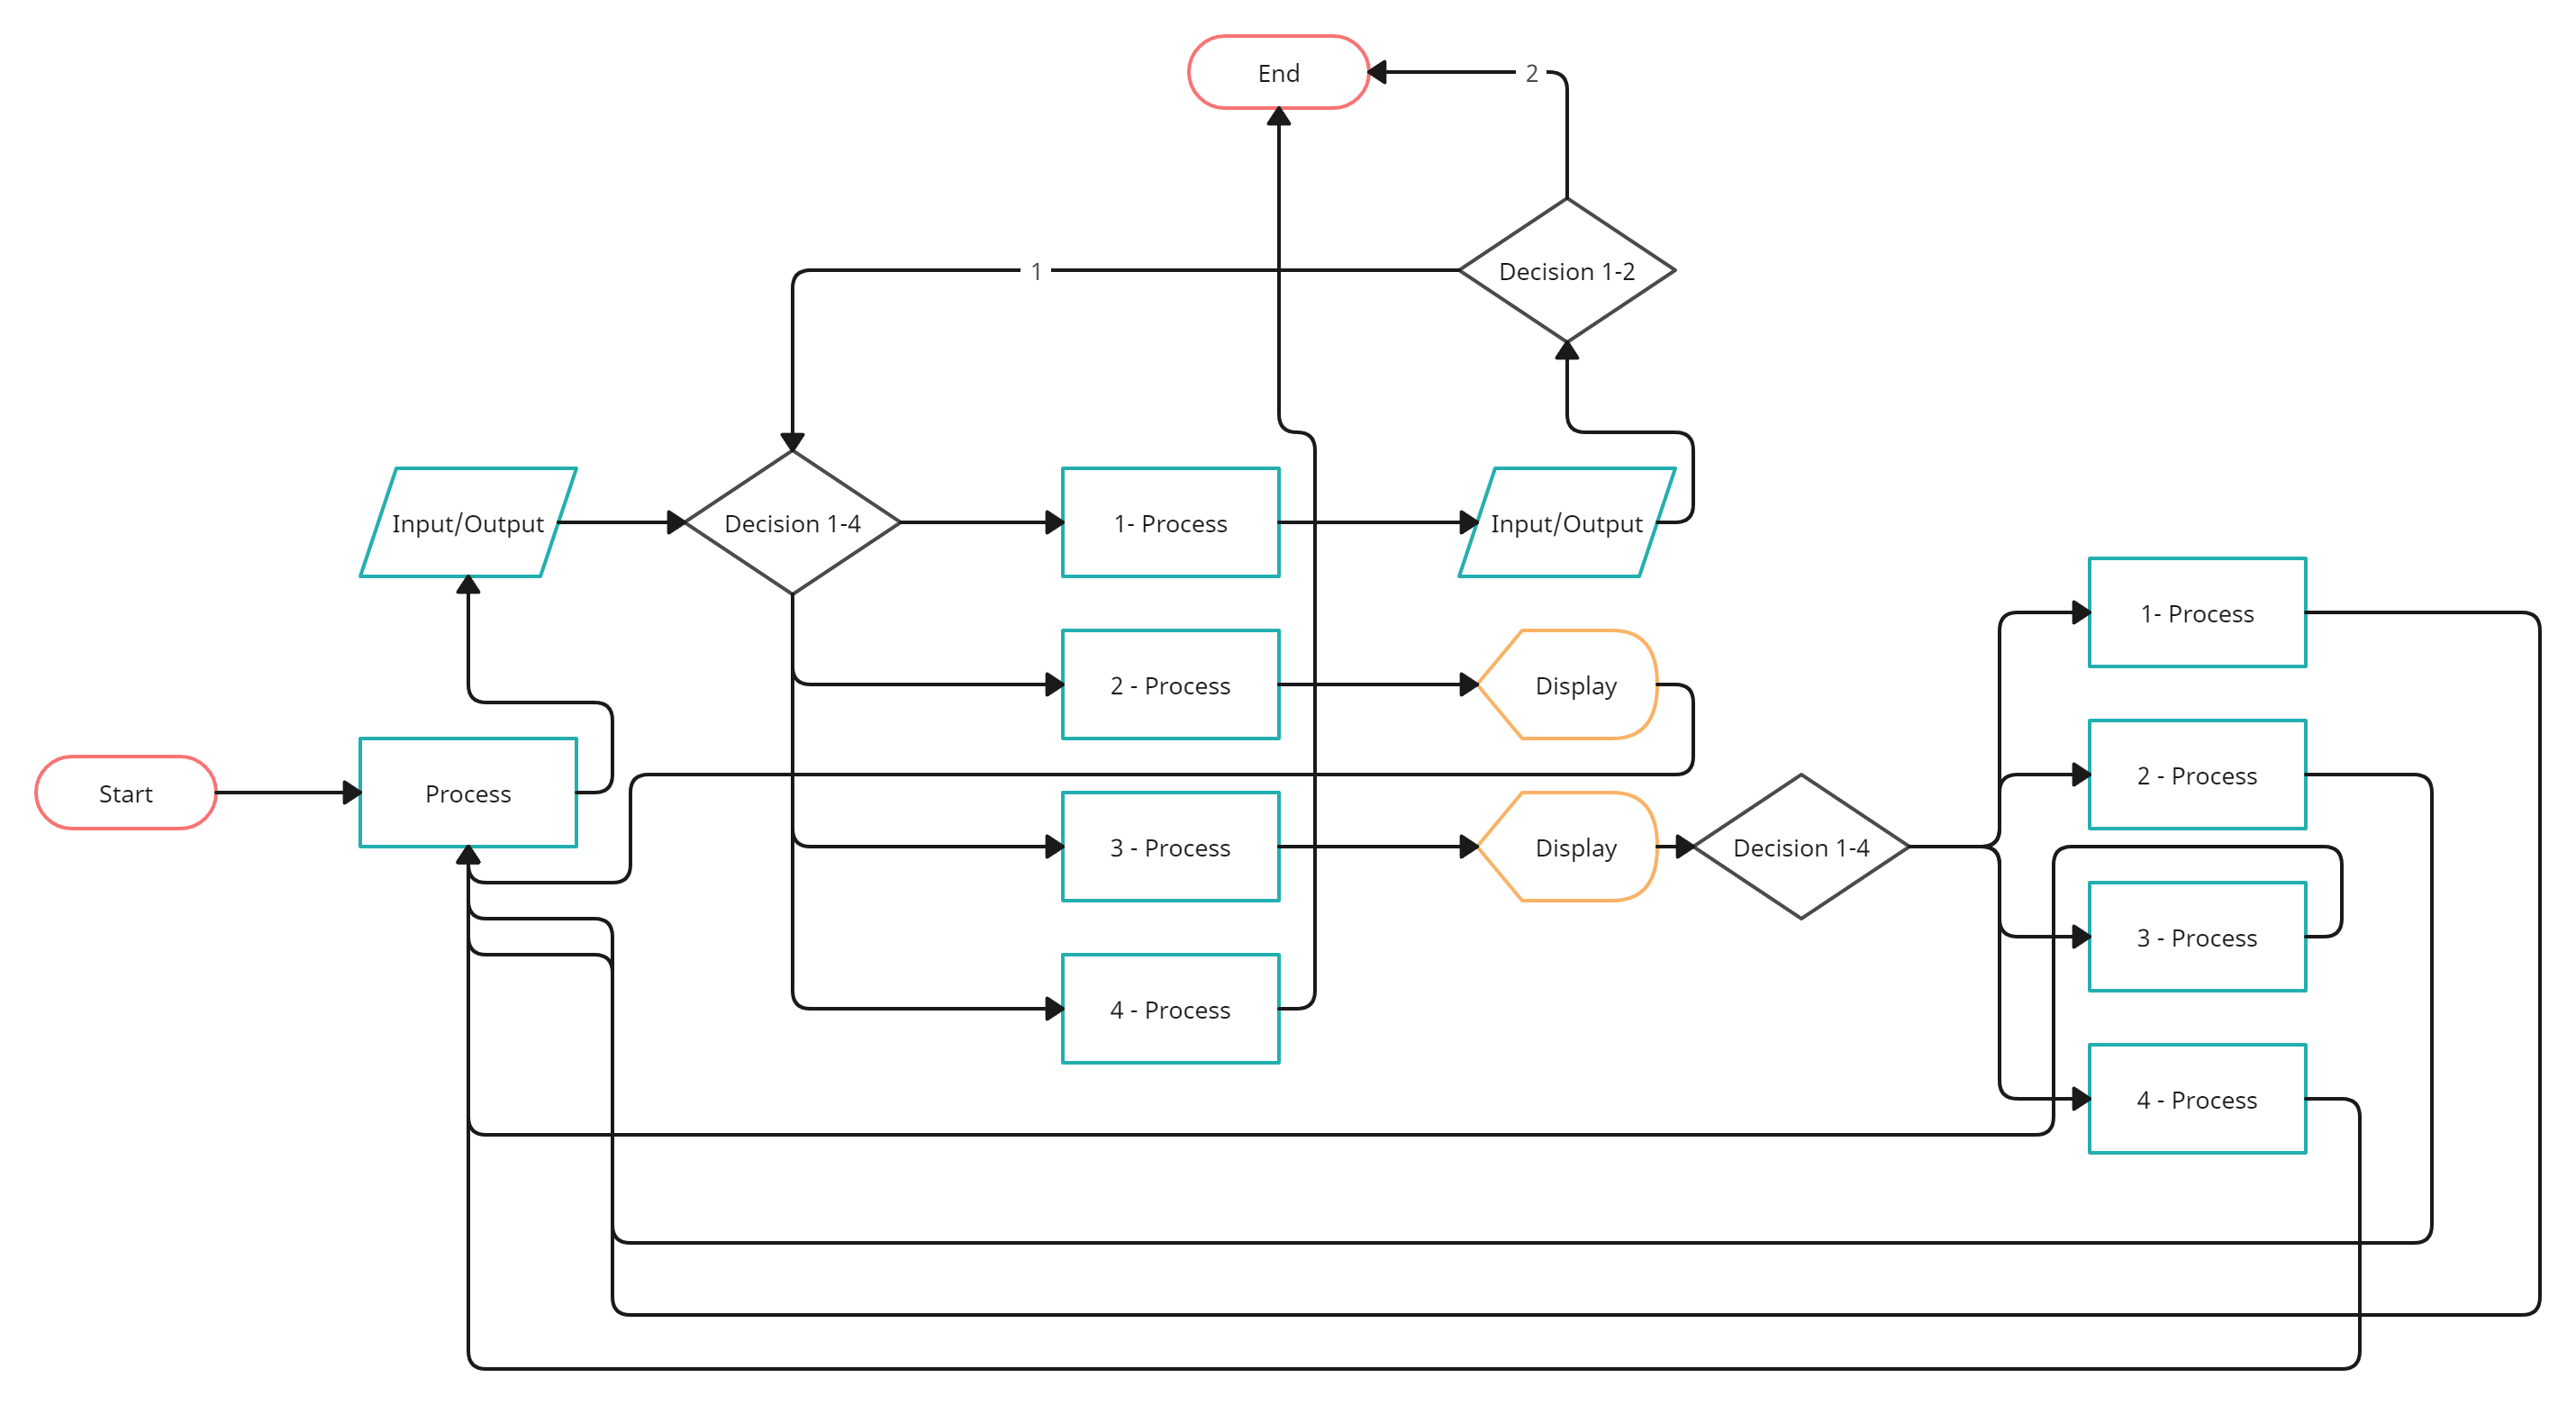 End
2
Decision 1-2
1
Input/Output
Decision 1-4
1- Process
Input/Output
1- Process
2 - Process
Display
2 - Process
Start
Process
3 - Process
Display
Decision 1-4
3 - Process
4 - Process
4 - Process